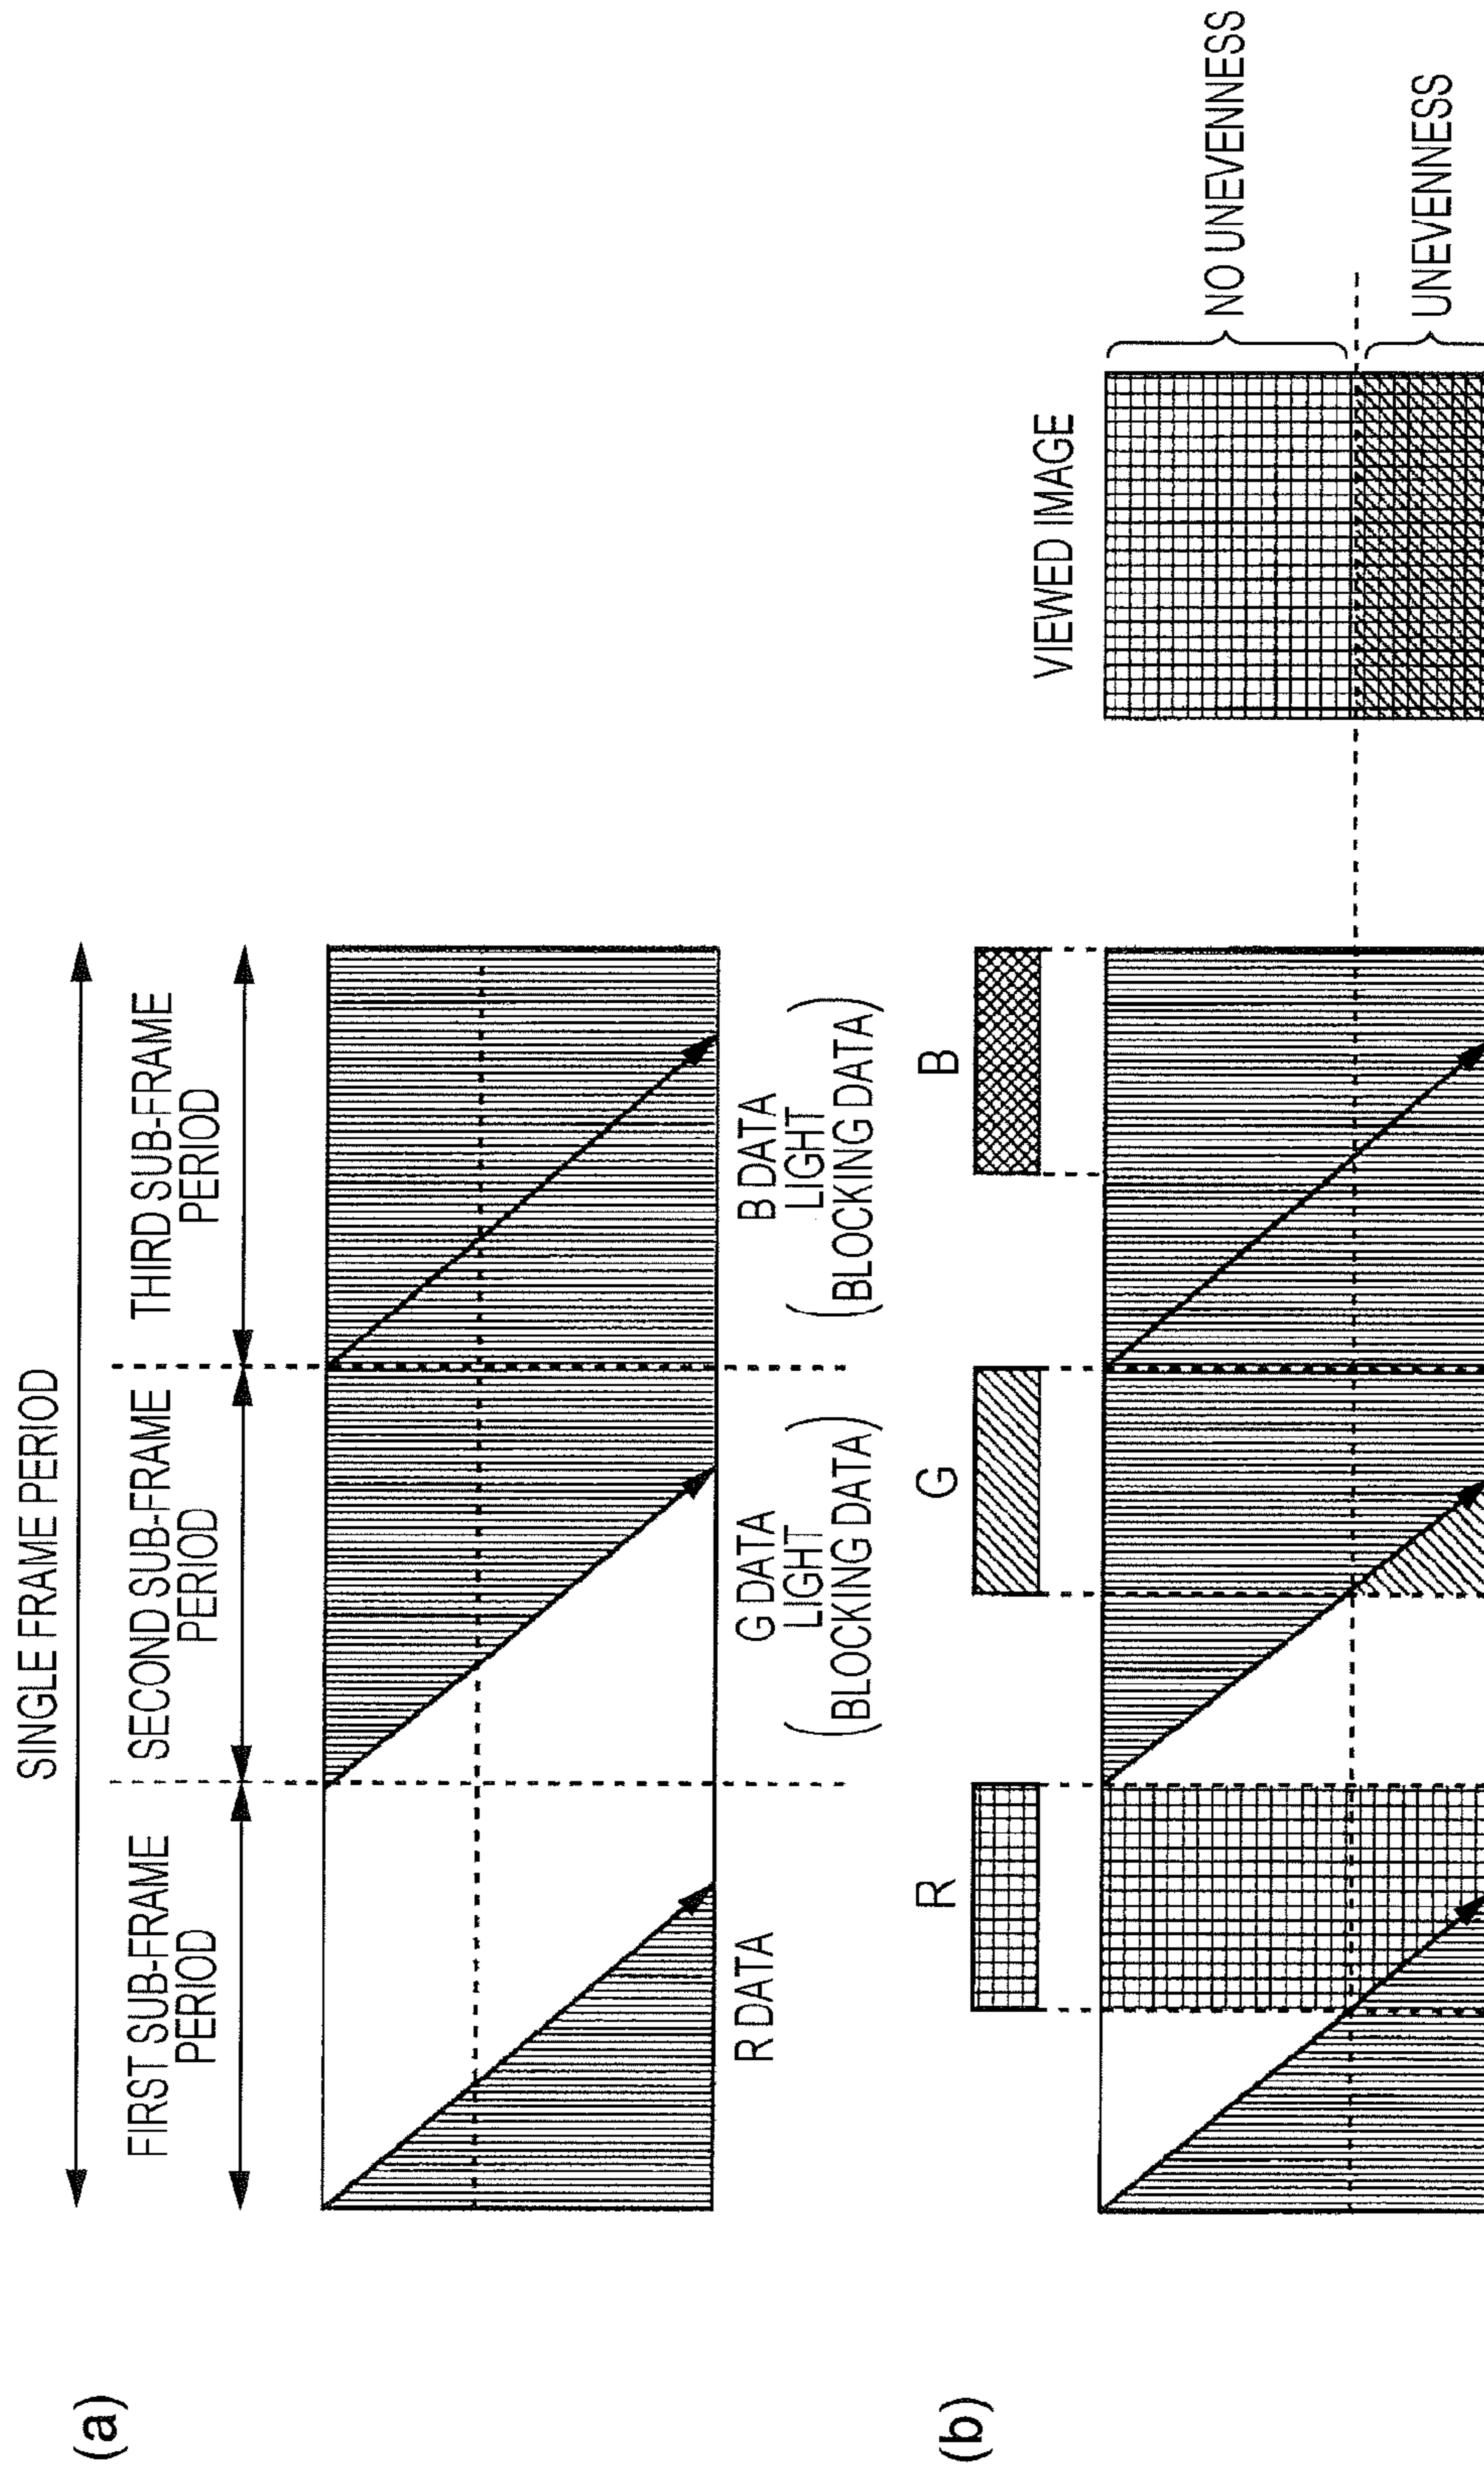 (a)
SINGLE FRAME PERIOD
FIRST SUB-FRAME
PERIOD
SECOND SUB-FRAME
PERIOD
THIRD SUB-FRAME
PERIOD
R DATA
G DATA
LIGHT
(BLOCKING DATA)
B DATA
LIGHT
(BLOCKING DATA)
(b)
R
G
B
VIEWED IMAGE
NO UNEVENNESS
UNEVENNESS